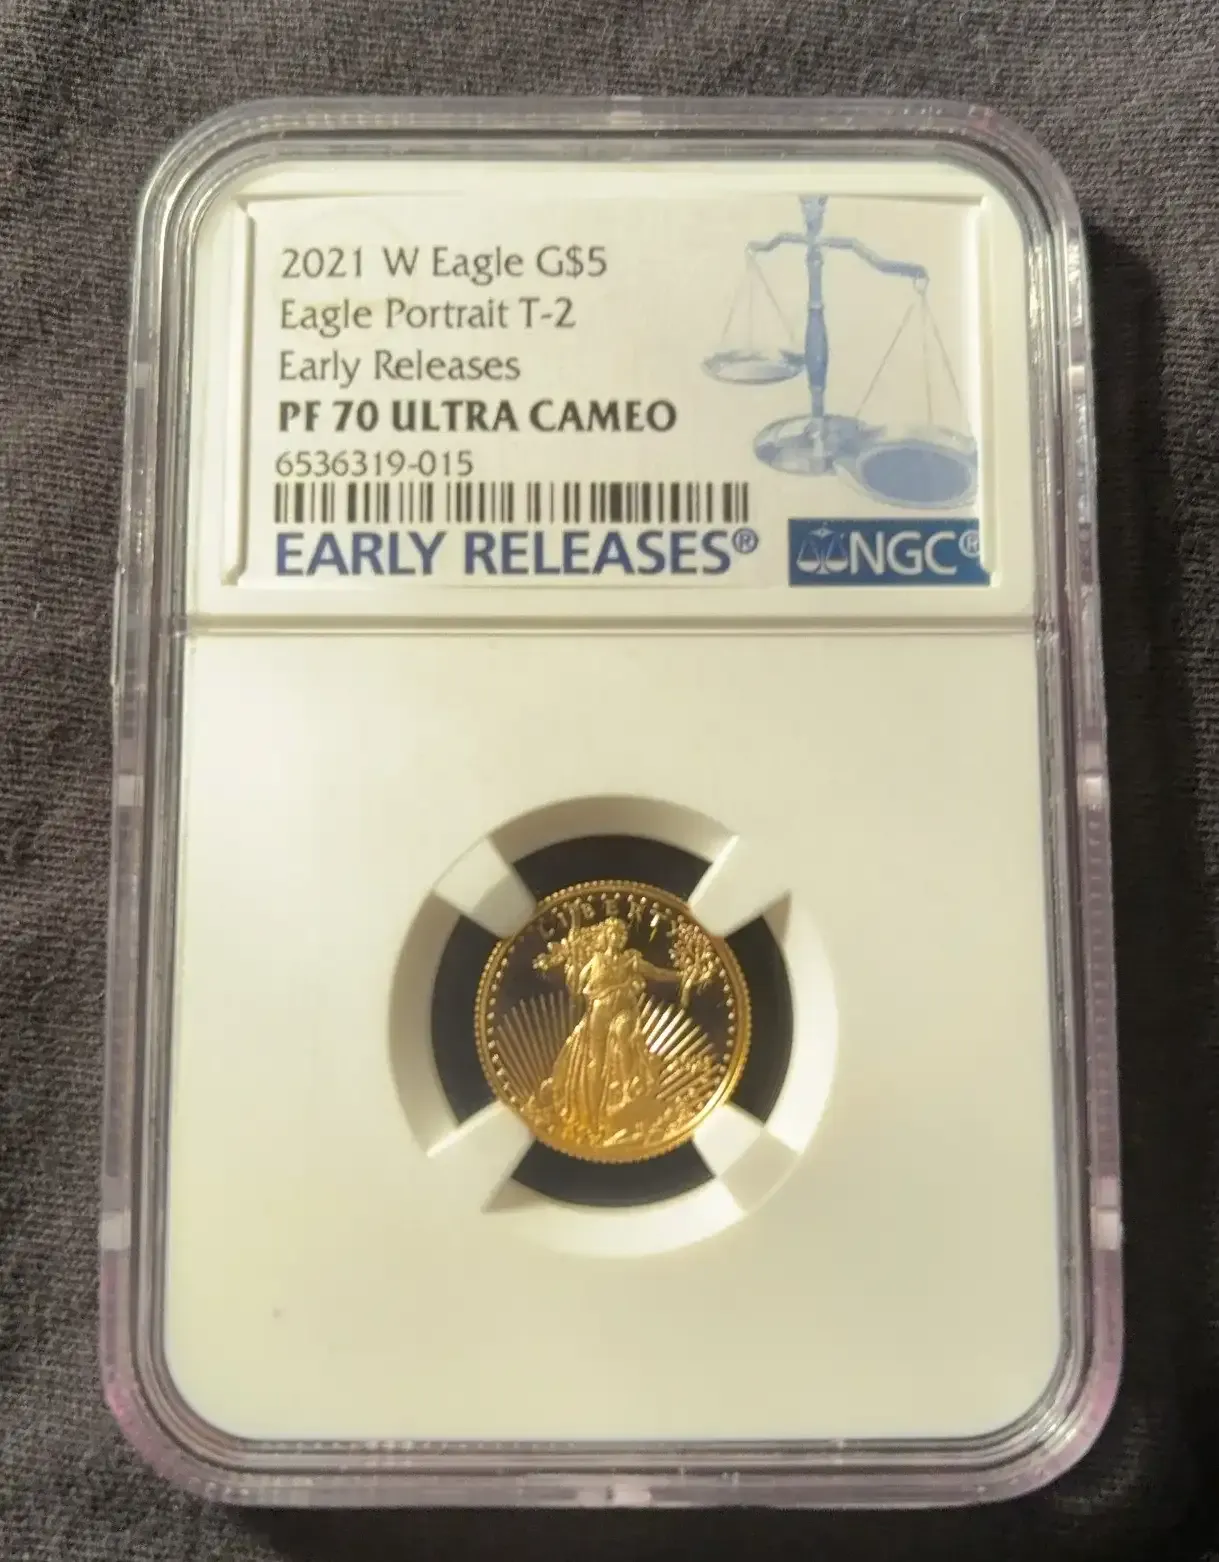 2021 W Eagle G$5
Eagle Portrait T-2
Early Releases
PF 70 ULTRA CAMEO
6536319-015
EARLY RELEASES®
NGC®
LIBERTY